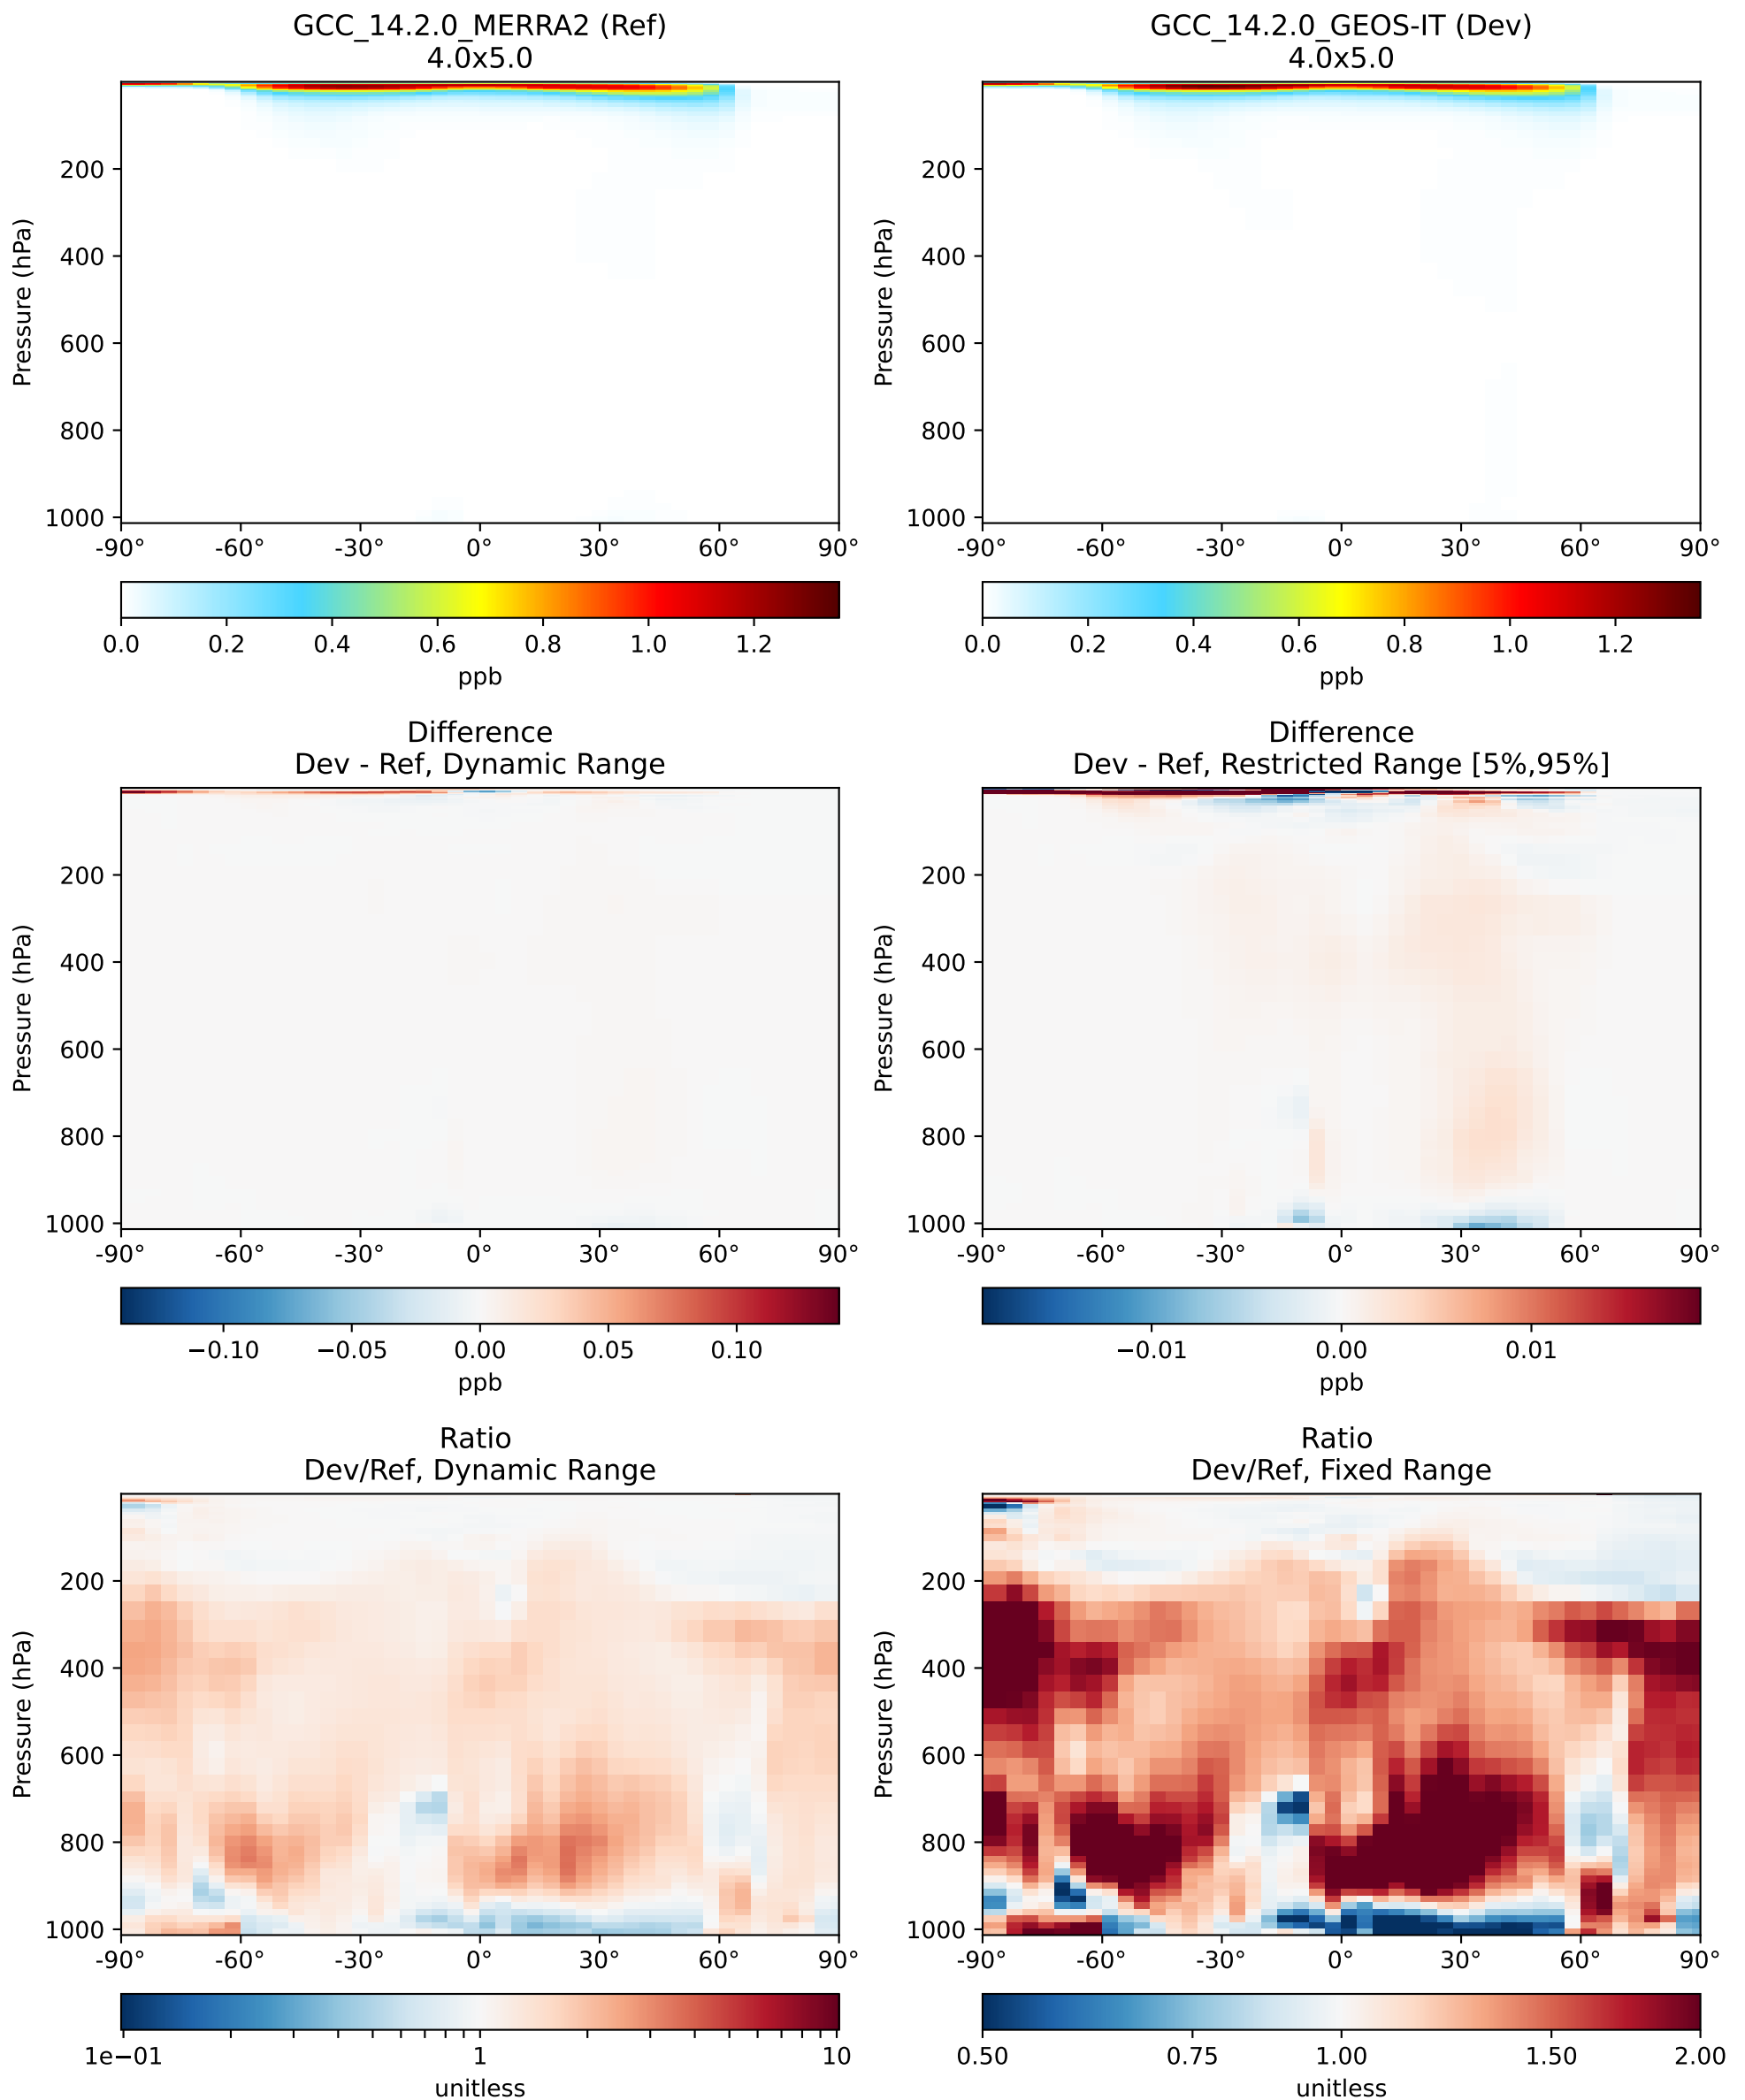 GCC_14.2.0_MERRA2 (Ref)
4.0x5.0
Pressure (hPa)
200
400
600
800
1000
-90° -60° -30° 0° 30° 60° 90°
0.0 0.2 0.4 0.6 0.8 1.0 1.2
ppb
GCC_14.2.0_GEOS-IT (Dev)
4.0x5.0
Pressure (hPa)
200
400
600
800
1000
-90° -60° -30° 0° 30° 60° 90°
0.0 0.2 0.4 0.6 0.8 1.0 1.2
ppb
Difference
Dev - Ref, Dynamic Range
Pressure (hPa)
200
400
600
800
1000
-90° -60° -30° 0° 30° 60° 90°
−0.10 −0.05 0.00 0.05 0.10
ppb
Difference
Dev - Ref, Restricted Range [5%,95%]
Pressure (hPa)
200
400
600
800
1000
-90° -60° -30° 0° 30° 60° 90°
−0.01 0.00 0.01
ppb
Ratio
Dev/Ref, Dynamic Range
Pressure (hPa)
200
400
600
800
1000
-90° -60° -30° 0° 30° 60° 90°
1e−01 1 10
unitless
Ratio
Dev/Ref, Fixed Range
Pressure (hPa)
200
400
600
800
1000
-90° -60° -30° 0° 30° 60° 90°
0.50 0.75 1.00 1.50 2.00
unitless